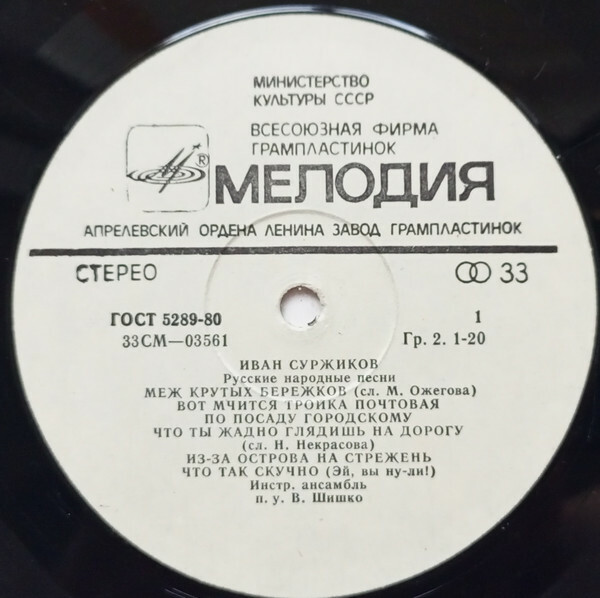 МИНИСТЕРСТВО
КУЛЬТУРЫ СССР
ВСЕСОЮЗНАЯ ФИРМА
ГРАМПЛАСТИНОК
® МЕЛОДИЯ
АПРЕЛЕВСКИЙ ОРДЕНА ЛЕНИНА ЗАВОД ГРАМПЛАСТИНОК
СТЕРЕО 33
ГОСТ 5289-80 1
33СМ—03561 Гр. 2. 1-20
ИВАН СУРЖИКОВ
Русские народные песни
МЕЖ КРУТЫХ БЕРЕЖКОВ (сл. М. Ожегова)
ВОТ МЧИТСЯ ТРОЙКА ПОЧТОВАЯ
ПО ПОСАДУ ГОРОДСКОМУ
ЧТО ТЫ ЖАДНО ГЛЯДИШЬ НА ДОРОГУ
(сл. Н. Некрасова)
ИЗ-ЗА ОСТРОВА НА СТРЕЖЕНЬ
ЧТО ТАК СКУЧНО (Эй, вы ну-ли!)
Инстр. ансамбль
п. у. В. Шишко